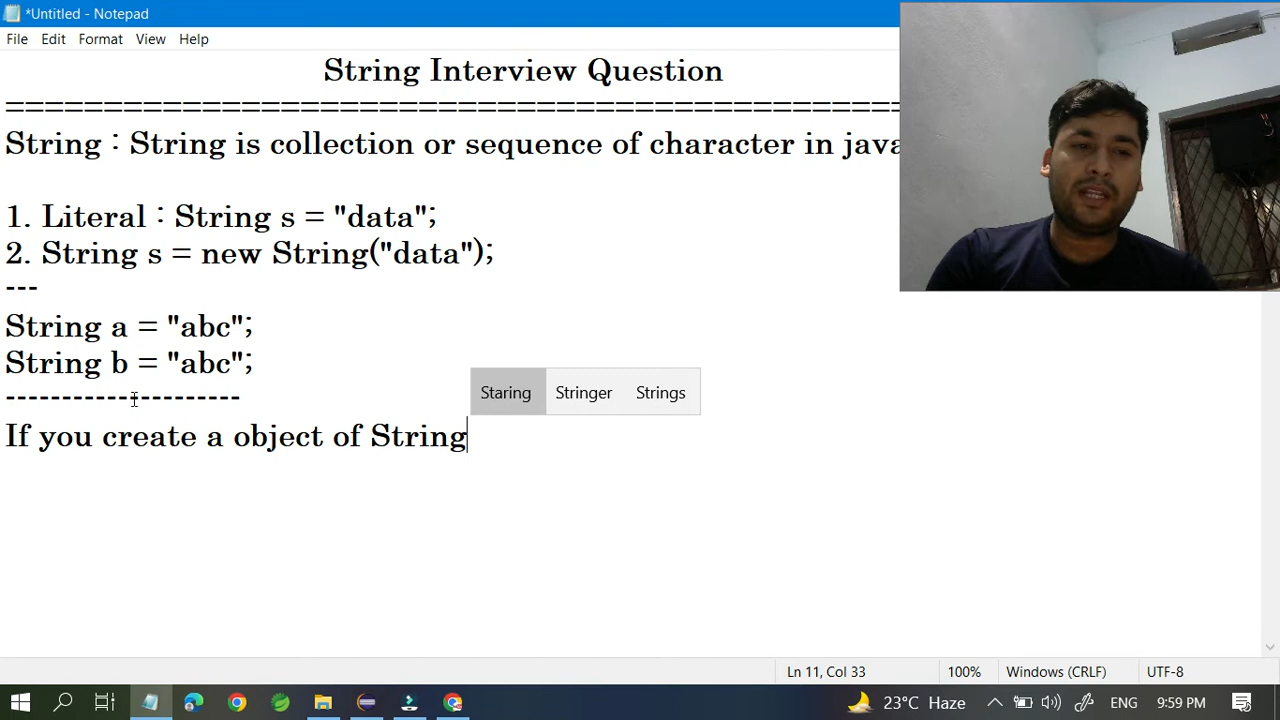 *Untitled - Notepad
File Edit Format View Help
String Interview Question
==============================================
String : String is collection or sequence of character in java
1. Literal : String s = "data";
2. String s = new String("data");
---
String a = "abc";
String b = "abc";
---------------------
Staring Stringer Strings
If you create a object of String
Ln 11, Col 33 100% Windows (CRLF) UTF-8
23°C Haze ENG 9:59 PM